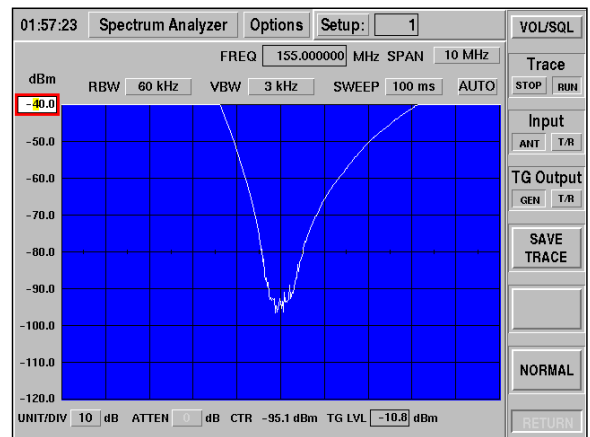 01:57:23 Spectrum Analyzer Options Setup: 1 VOL/SQL
FREQ 155.000000 MHz SPAN 10 MHz
dBm RBW 60 kHz VBW 3 kHz SWEEP 100 ms AUTO
-40.0
-50.0
-60.0
-70.0
-80.0
-90.0
-100.0
-110.0
-120.0
UNIT/DIV 10 dB ATTEN 0 dB CTR -95.1 dBm TG LVL -10.8 dBm
Trace
STOP RUN
Input
ANT T/R
TG Output
GEN T/R
SAVE
TRACE
NORMAL
RETURN